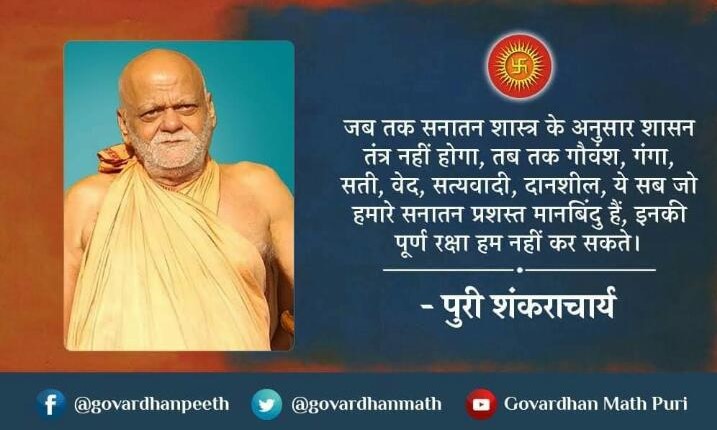 जब तक सनातन शास्त्र के अनुसार शासन
तंत्र नहीं होगा, तब तक गौवंश, गंगा,
सती, वेद, सत्यवादी, दानशील, ये सब जो
हमारे सनातन प्रशस्त मानबिंदु हैं, इनकी
पूर्ण रक्षा हम नहीं कर सकते।
- पुरी शंकराचार्य
@govardhanpeeth @govardhanmath Govardhan Math Puri